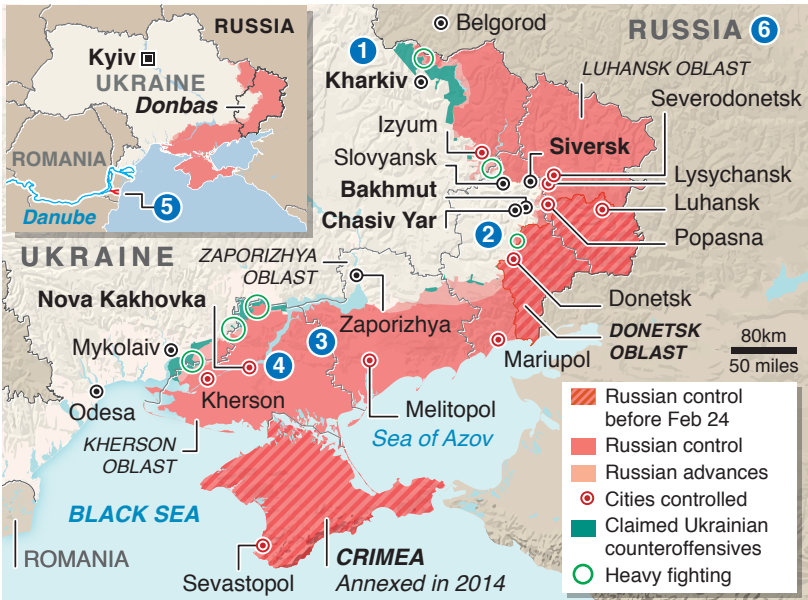 RUSSIA
Kyiv
UKRAINE
Donbas
ROMANIA
Danube
5
Belgorod
RUSSIA 6
1
LUHANSK OBLAST
Kharkiv
Severodonetsk
Izyum
Slovyansk
Siversk
Bakhmut
Lysychansk
Chasiv Yar
Luhansk
2
Popasna
UKRAINE
ZAPORIZHYA
OBLAST
Nova Kakhovka
Zaporizhya
Donetsk
3
DONETSK
OBLAST
80km
50 miles
Mykolaiv
4
Mariupol
Odesa
Kherson
Melitopol
Sea of Azov
KHERSON
OBLAST
BLACK SEA
ROMANIA
Sevastopol
CRIMEA
Annexed in 2014
Russian control
before Feb 24
Russian control
Russian advances
Cities controlled
Claimed Ukrainian
counteroffensives
Heavy fighting